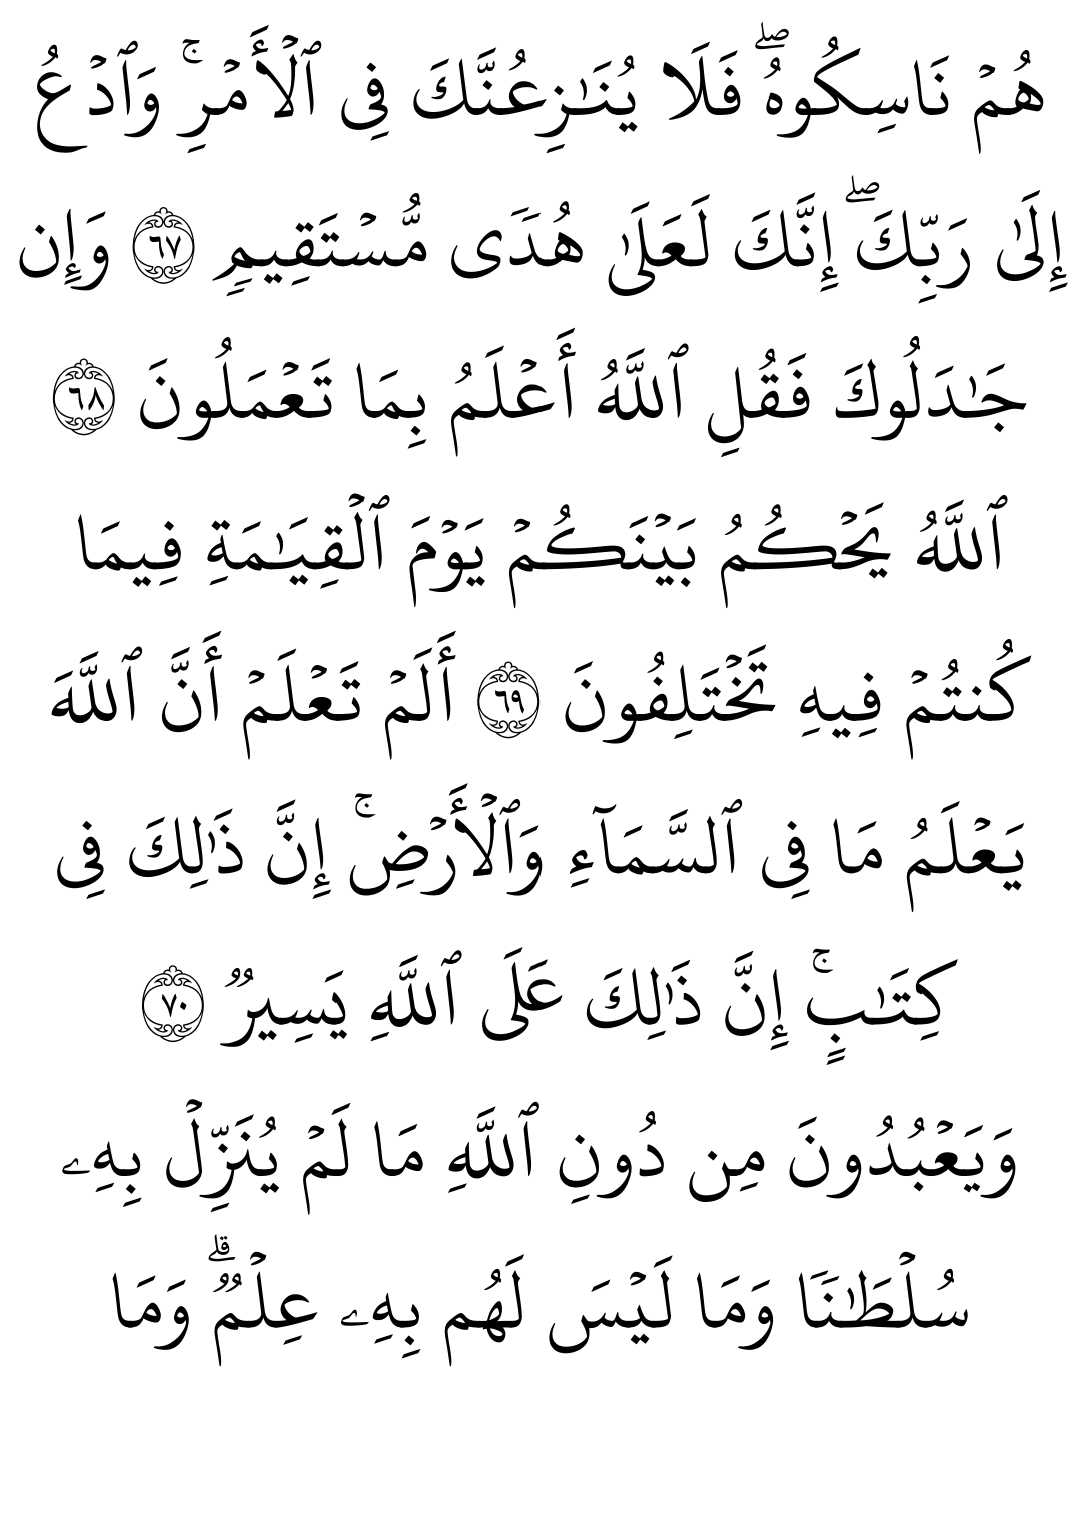 هُمۡ نَاسِكُوهُۖ فَلَا يُنَٰزِعُنَّكَ فِي ٱلۡأَمۡرِۚ وَٱدۡعُ
إِلَىٰ رَبِّكَۖ إِنَّكَ لَعَلَىٰ هُدٗى مُّسۡتَقِيمٖ ٦٧ وَإِن
جَٰدَلُوكَ فَقُلِ ٱللَّهُ أَعۡلَمُ بِمَا تَعۡمَلُونَ ٦٨
ٱللَّهُ يَحۡكُمُ بَيۡنَكُمۡ يَوۡمَ ٱلۡقِيَٰمَةِ فِيمَا
كُنتُمۡ فِيهِ تَخۡتَلِفُونَ ٦٩ أَلَمۡ تَعۡلَمۡ أَنَّ ٱللَّهَ
يَعۡلَمُ مَا فِي ٱلسَّمَآءِ وَٱلۡأَرۡضِۚ إِنَّ ذَٰلِكَ فِي
كِتَٰبٍۚ إِنَّ ذَٰلِكَ عَلَى ٱللَّهِ يَسِيرٞ ٧٠
وَيَعۡبُدُونَ مِن دُونِ ٱللَّهِ مَا لَمۡ يُنَزِّلۡ بِهِۦ
سُلۡطَٰنٗا وَمَا لَيۡسَ لَهُم بِهِۦ عِلۡمٞۗ وَمَا